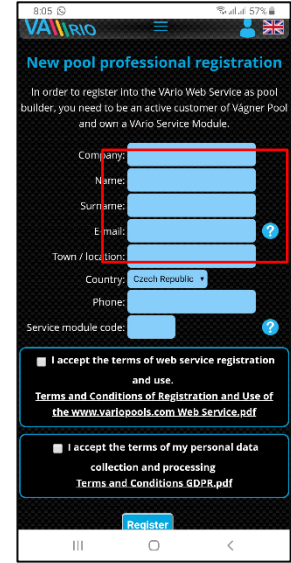 8:05 57%
VArIO
New pool professional registration
In order to register into the VArio Web Service as pool
builder, you need to be an active customer of Vágner Pool
and own a VArio Service Module.
Company:
Name:
Surname:
E-mail: ?
Town / location:
Country: Czech Republic
Phone:
Service module code: ?
I accept the terms of web service registration
and use.
Terms and Conditions of Registration and Use of
the www.variopools.com Web Service.pdf
I accept the terms of my personal data
collection and processing
Terms and Conditions GDPR.pdf
Register